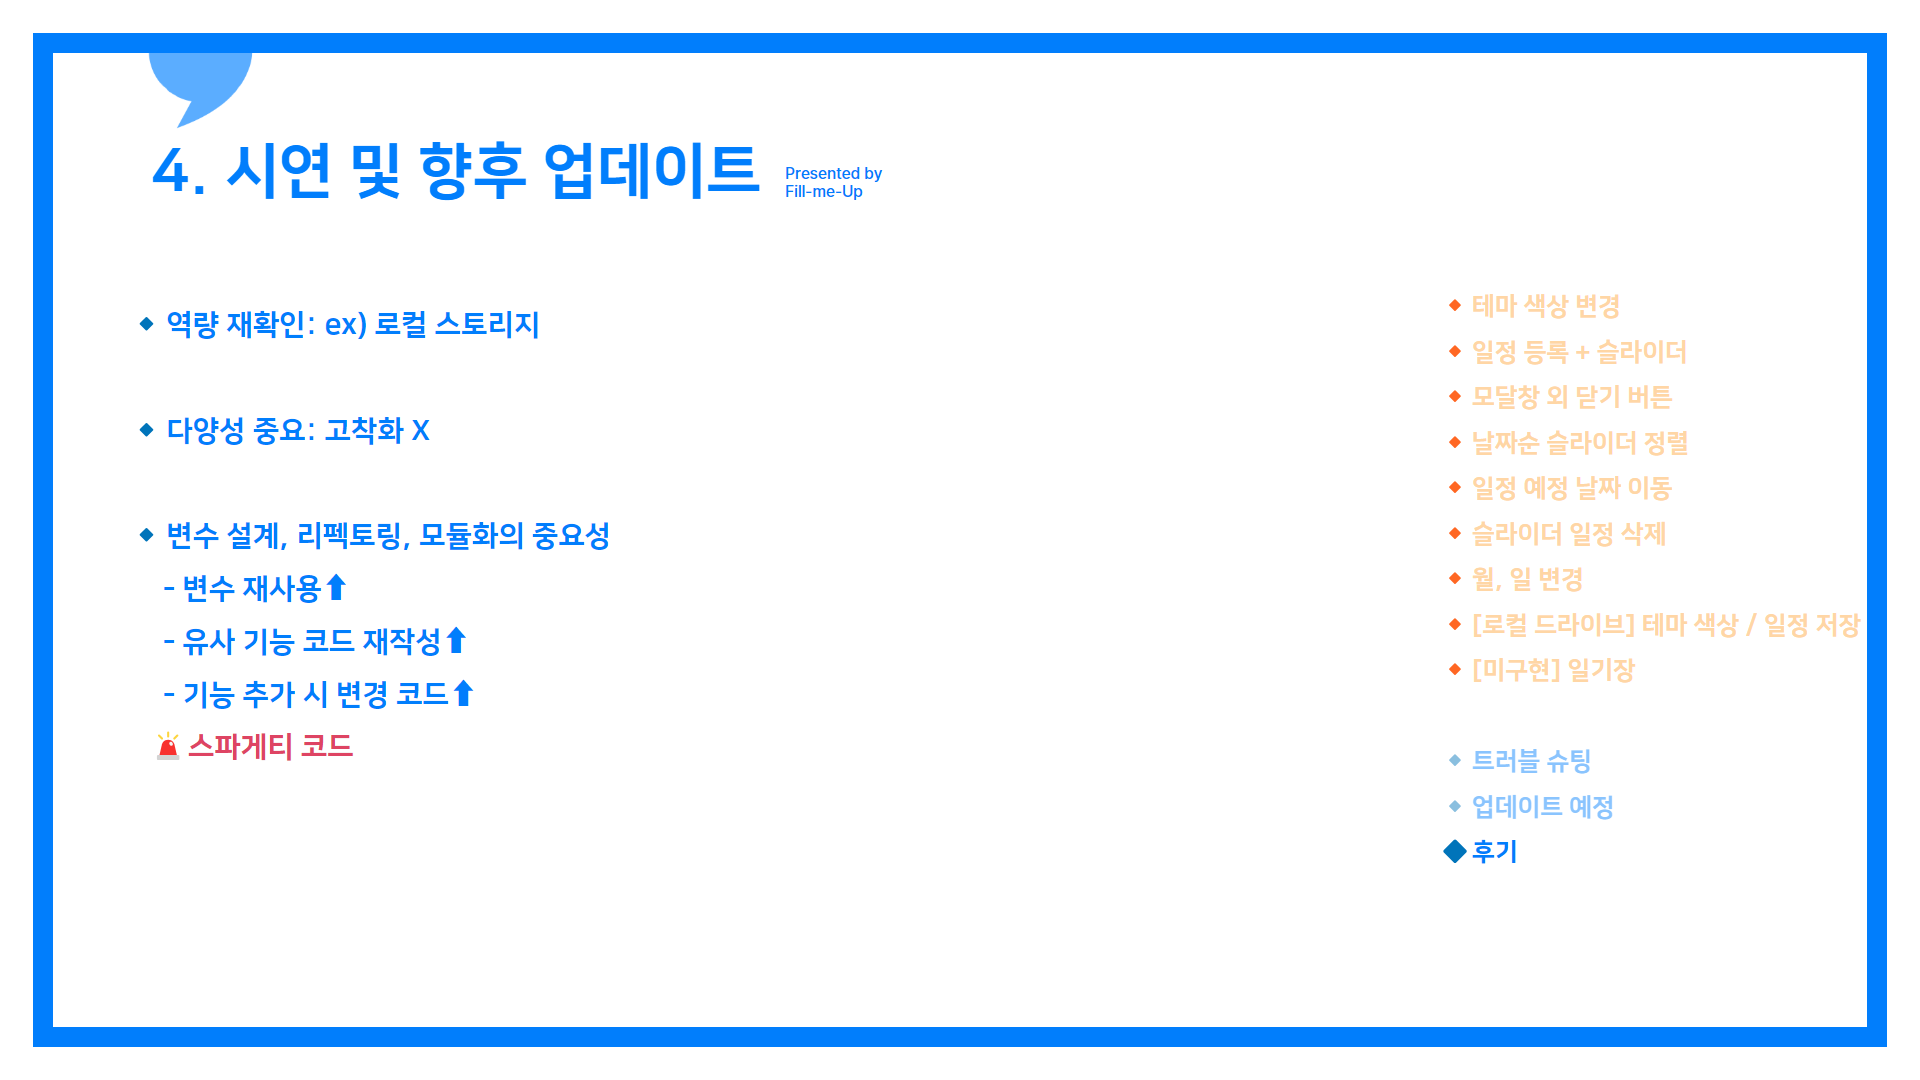 4. 시연 및 향후 업데이트
Presented by
Fill-me-Up
◆ 역량 재확인: ex) 로컬 스토리지
◆ 다양성 중요: 고착화 X
◆ 변수 설계, 리펙토링, 모듈화의 중요성
- 변수 재사용⬆
- 유사 기능 코드 재작성⬆
- 기능 추가 시 변경 코드⬆
🚨 스파게티 코드
◆ 테마 색상 변경
◆ 일정 등록 + 슬라이더
◆ 모달창 외 닫기 버튼
◆ 날짜순 슬라이더 정렬
◆ 일정 예정 날짜 이동
◆ 슬라이더 일정 삭제
◆ 월, 일 변경
◆ [로컬 드라이브] 테마 색상 / 일정 저장
◆ [미구현] 일기장
◆ 트러블 슈팅
◆ 업데이트 예정
◆ 후기